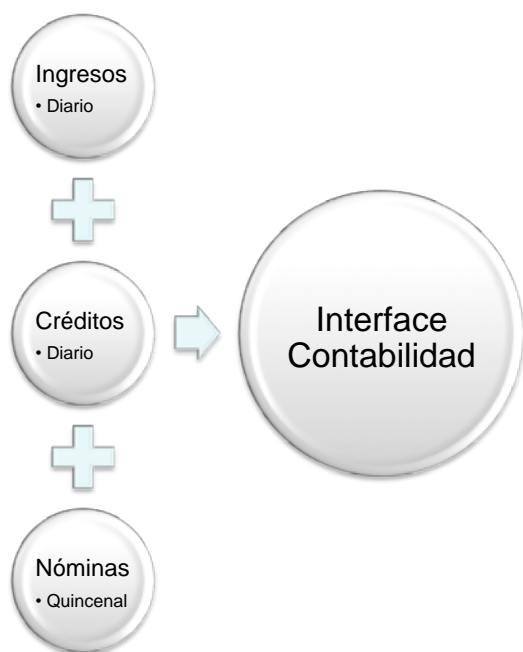 Ingresos
• Diario
Créditos
• Diario
Interface
Contabilidad
Nóminas
• Quincenal